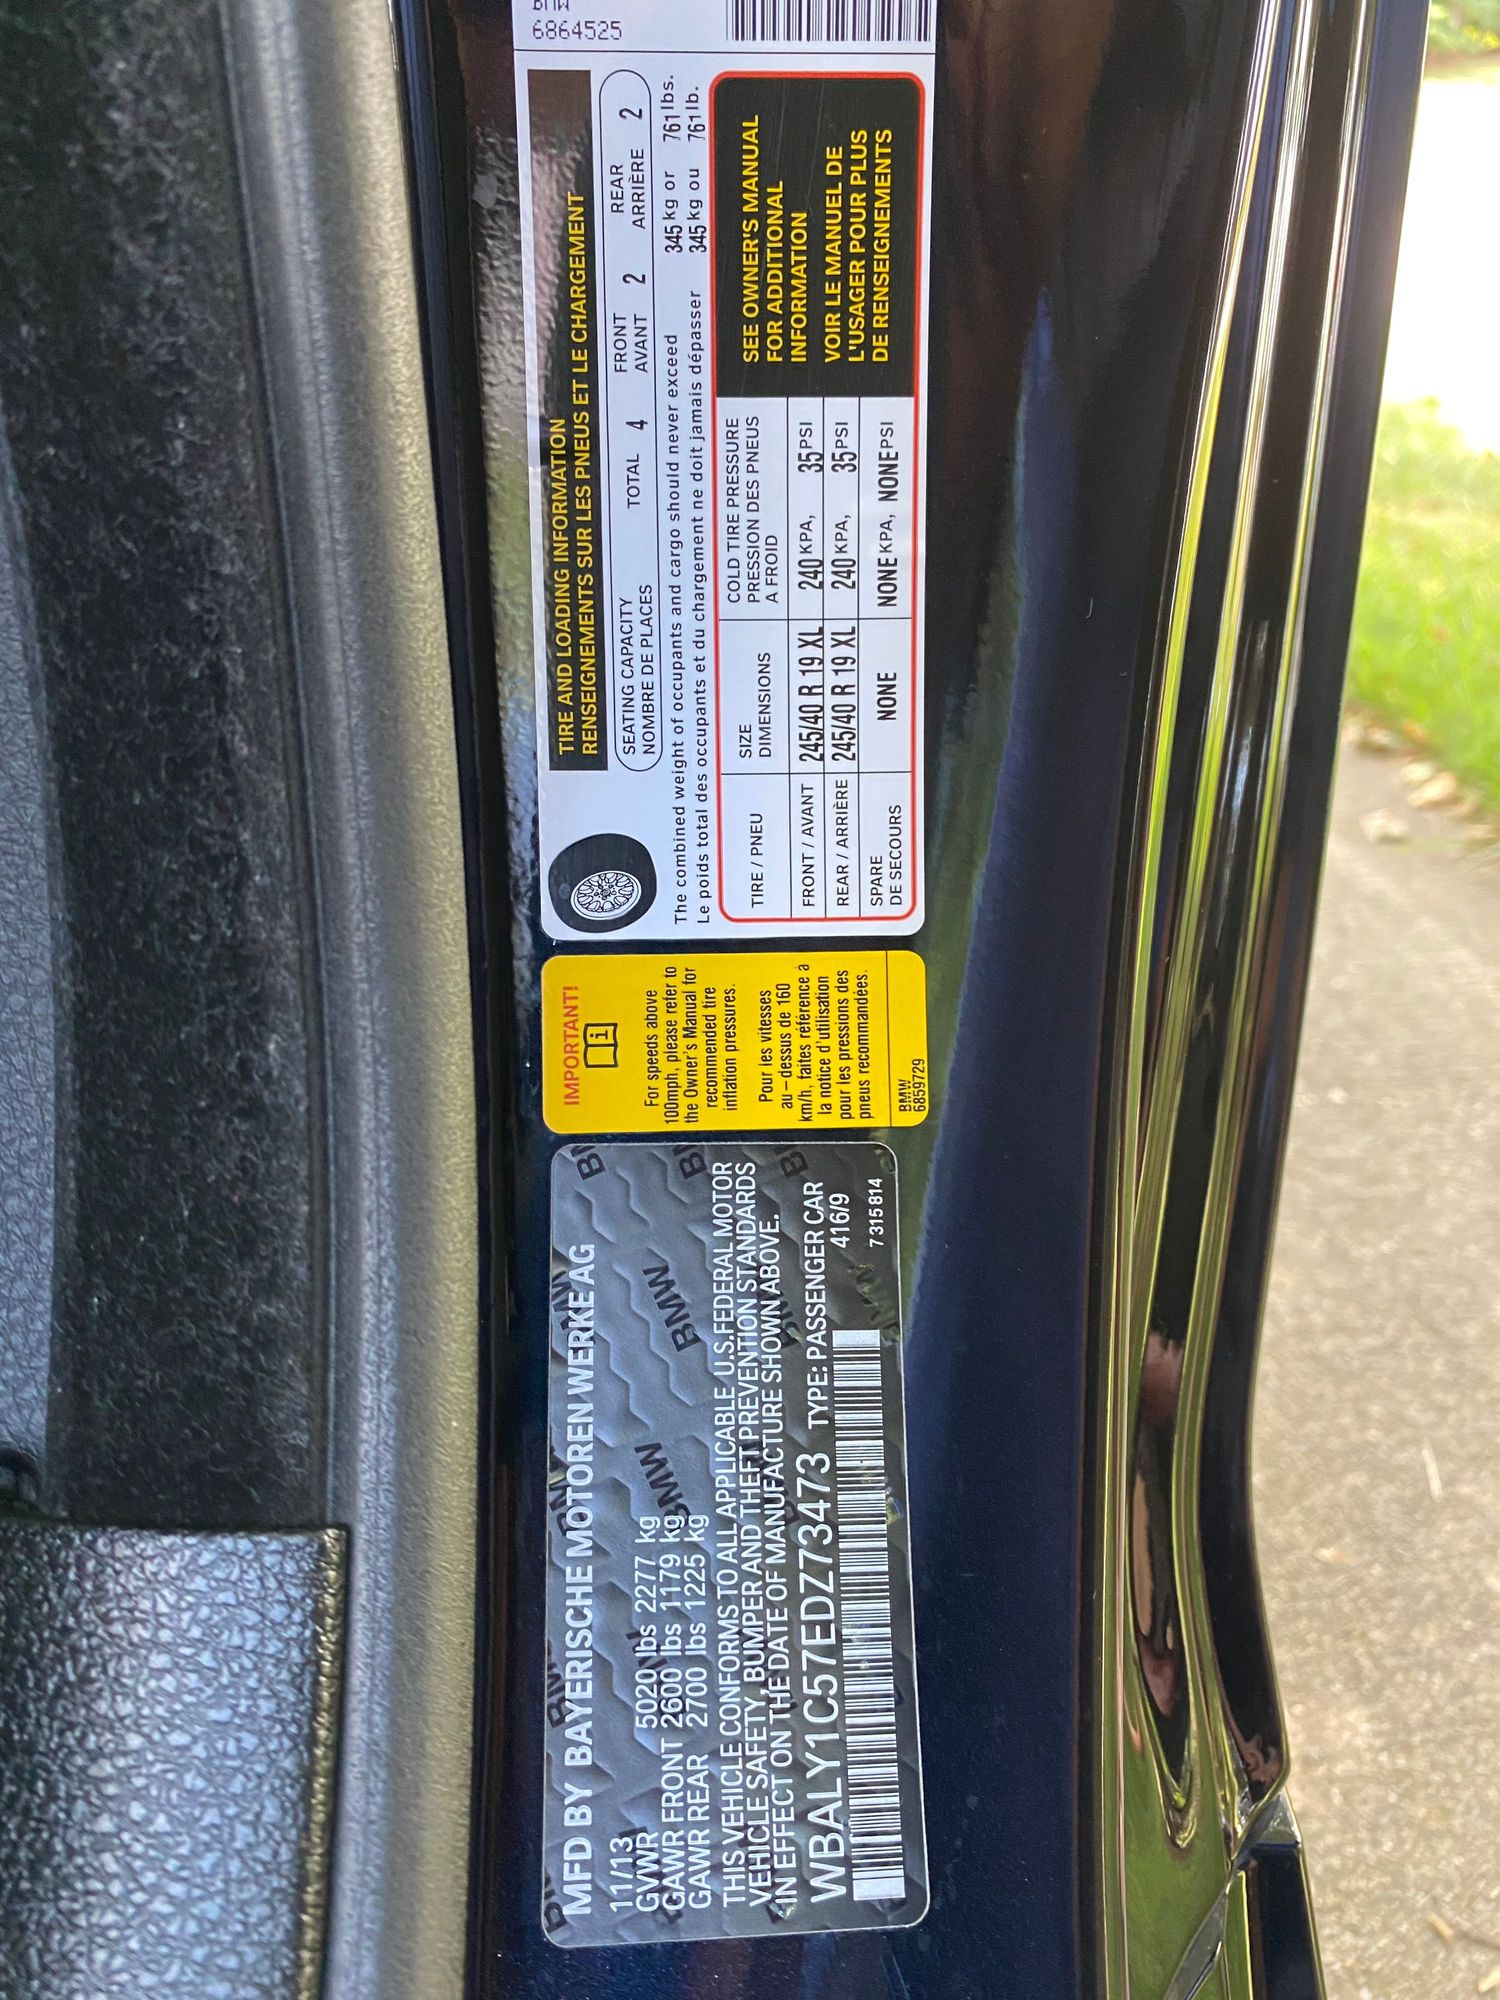 MFD BY BAYERISCHE MOTOREN WERKE AG
11/13
GVWR 5020 lbs 2277 kg
GAWR FRONT 2600 lbs 1179 kg
GAWR REAR 2700 lbs 1225 kg
THIS VEHICLE CONFORMS TO ALL APPLICABLE U.S.FEDERAL MOTOR
VEHICLE SAFETY, BUMPER AND THEFT PREVENTION STANDARDS
IN EFFECT ON THE DATE OF MANUFACTURE SHOWN ABOVE.
WBALY1C57EDZ73473 TYPE: PASSENGER CAR
416/9
7315814
IMPORTANT!
For speeds above
100mph, please refer to
the Owner's Manual for
recommended tire
inflation pressures.
Pour les vitesses
au-dessus de 160
km/h, faites référence à
la notice d'utilisation
pour les pressions des
pneus recommandées.
BMW
6859729
TIRE AND LOADING INFORMATION
RENSEIGNEMENTS SUR LES PNEUS ET LE CHARGEMENT
SEATING CAPACITY
NOMBRE DE PLACES
TOTAL 4
FRONT
AVANT 2
REAR
ARRIÈRE 2
The combined weight of occupants and cargo should never exceed 345 kg or 761 lbs.
Le poids total des occupants et du chargement ne doit jamais dépasser 345 kg ou 761 lb.
TIRE / PNEU
SIZE
DIMENSIONS
COLD TIRE PRESSURE
PRESSION DES PNEUS
A FROID
FRONT / AVANT 245/40 R 19 XL 240 KPA, 35 PSI
REAR / ARRIÈRE 245/40 R 19 XL 240 KPA, 35 PSI
SPARE
DE SECOURS
NONE NONE KPA, NONE PSI
SEE OWNER'S MANUAL
FOR ADDITIONAL
INFORMATION
VOIR LE MANUEL DE
L'USAGER POUR PLUS
DE RENSEIGNEMENTS
BMW
6864525